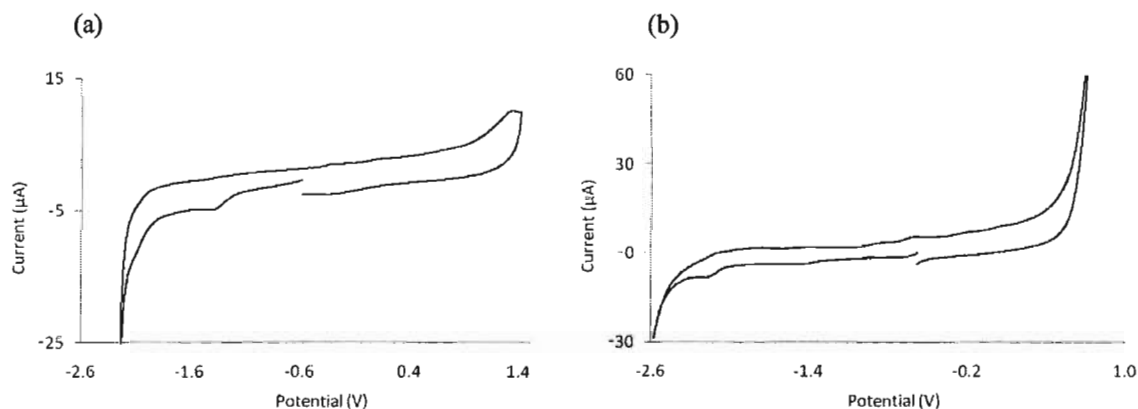 (a)
15
-5
-25
Current (µA)
-2.6 -1.6 -0.6 0.4 1.4
Potential (V)
(b)
60
30
-0
-30
Current (µA)
-2.6 -1.4 -0.2 1.0
Potential (V)